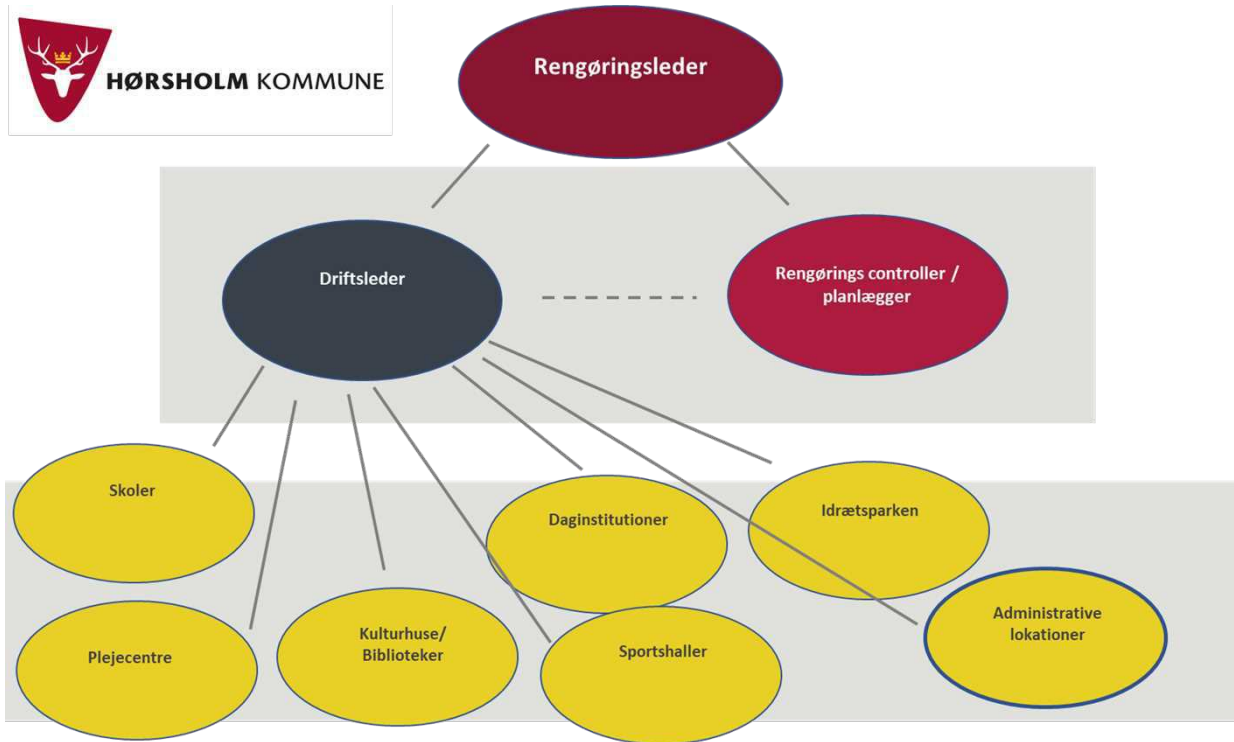 HØRSHOLM KOMMUNE
Rengøringsleder
Driftsleder
Rengørings controller /
planlægger
Skoler
Daginstitutioner
Idrætsparken
Plejecentre
Kulturhuse/
Biblioteker
Sportshaller
Administrative
lokationer